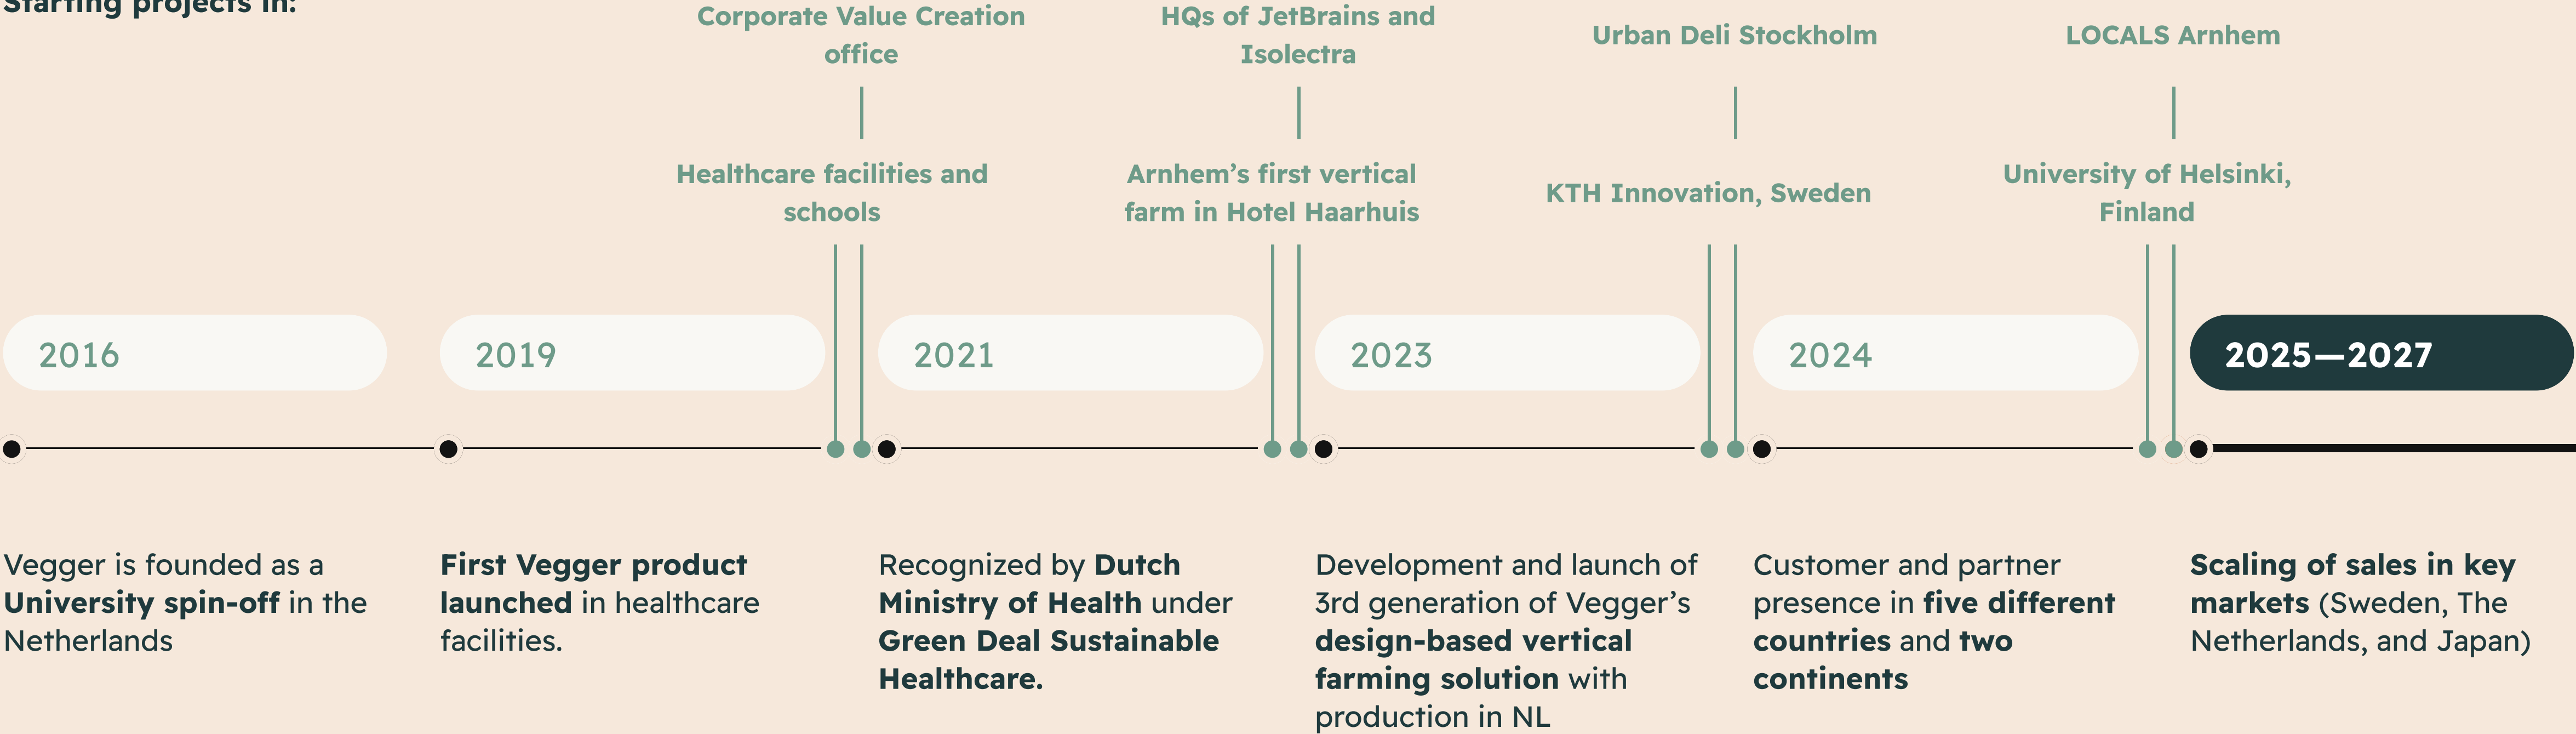 Starting projects in:
Corporate Value Creation
office
HQs of JetBrains and
Isolectra
Urban Deli Stockholm
LOCALS Arnhem
Healthcare facilities and
schools
Arnhem’s first vertical
farm in Hotel Haarhuis
KTH Innovation, Sweden
University of Helsinki,
Finland
2016
2019
2021
2023
2024
2025—2027
Vegger is founded as a
University spin-off in the
Netherlands
First Vegger product
launched in healthcare
facilities.
Recognized by Dutch
Ministry of Health under
Green Deal Sustainable
Healthcare.
Development and launch of
3rd generation of Vegger’s
design-based vertical
farming solution with
production in NL
Customer and partner
presence in five different
countries and two
continents
Scaling of sales in key
markets (Sweden, The
Netherlands, and Japan)